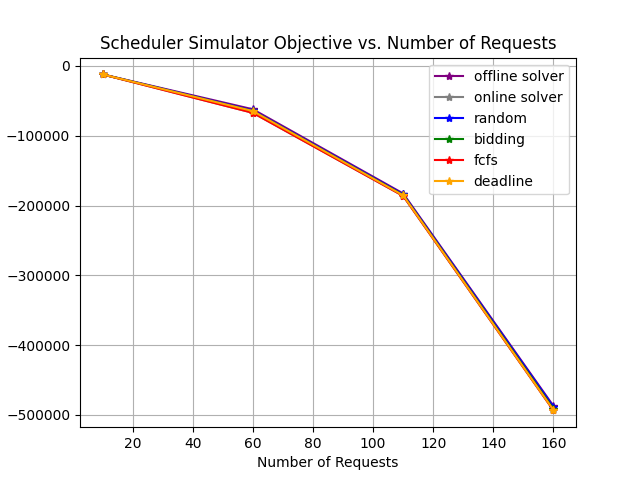 Scheduler Simulator Objective vs. Number of Requests
0
−100000
−200000
−300000
−400000
−500000
offline solver
online solver
random
bidding
fcfs
deadline
20 40 60 80 100 120 140 160
Number of Requests